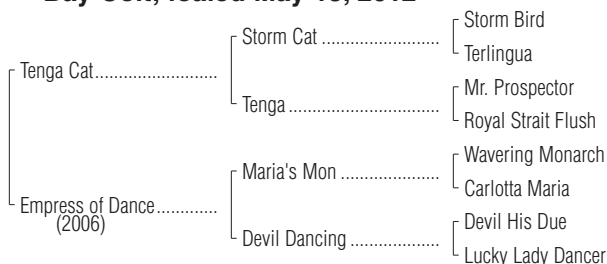 Bay Colt; foaled May 18, 2012
Storm Bird
Storm Cat
Terlingua
Tenga Cat
Mr. Prospector
Tenga
Royal Strait Flush
Wavering Monarch
Maria's Mon
Carlotta Maria
Empress of Dance
(2006)
Devil His Due
Devil Dancing
Lucky Lady Dancer